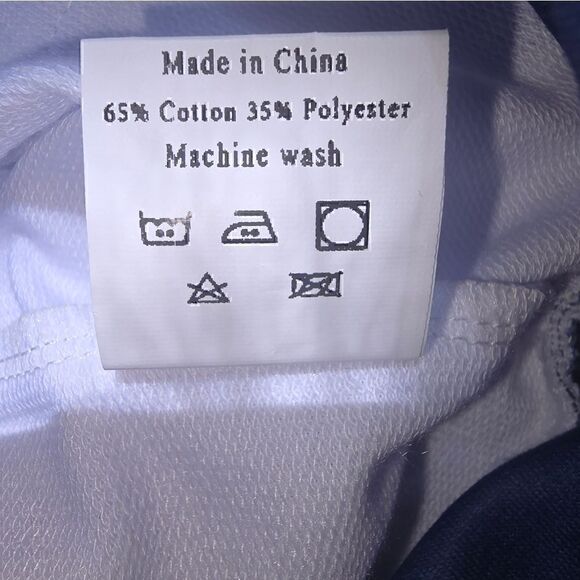 Made in China
65% Cotton 35% Polyester
Machine wash